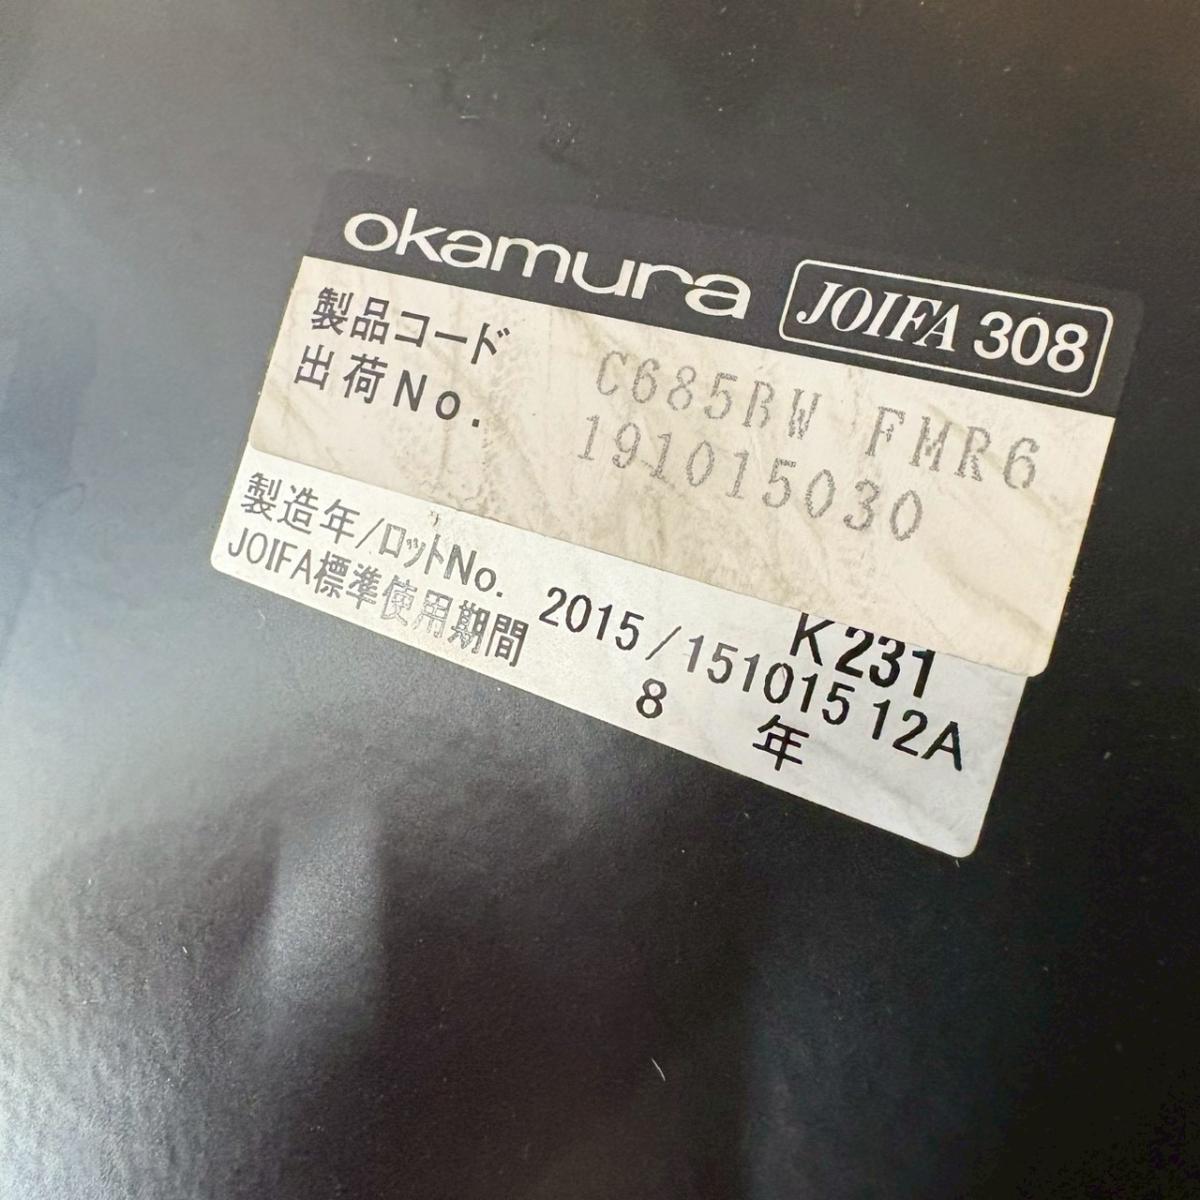 okamura JOIFA 308
製品コード C685BW FMR6
出荷No. 191015030
K231
製造年/ロットNo. 2015/151015 12A
JOIFA標準使用期間 8 年